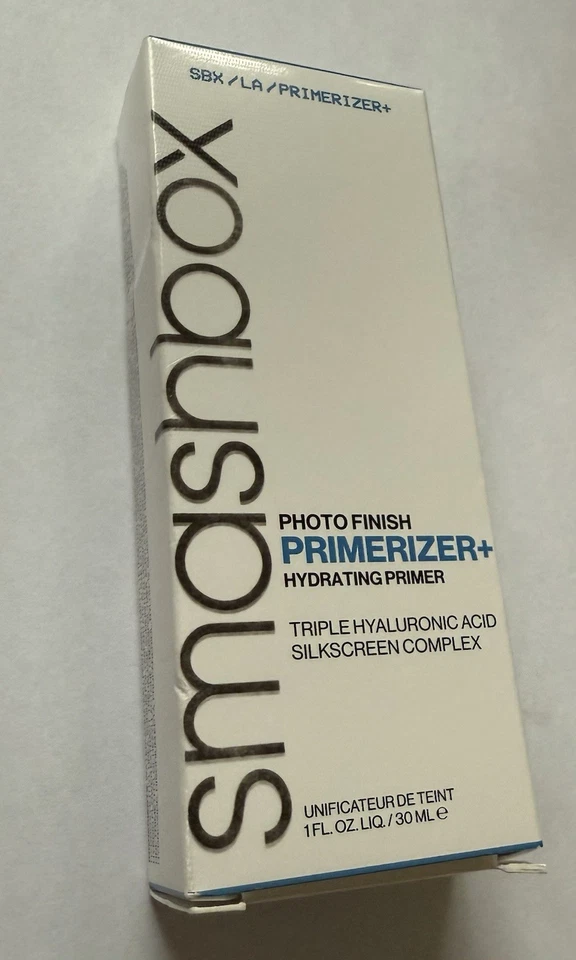 SBX/LA/PRIMERIZER+
smashbox
PHOTO FINISH
PRIMERIZER+
HYDRATING PRIMER
TRIPLE HYALURONIC ACID
SILKSCREEN COMPLEX
UNIFICATEUR DE TEINT
1 FL. OZ. LIQ. / 30 ML ℮